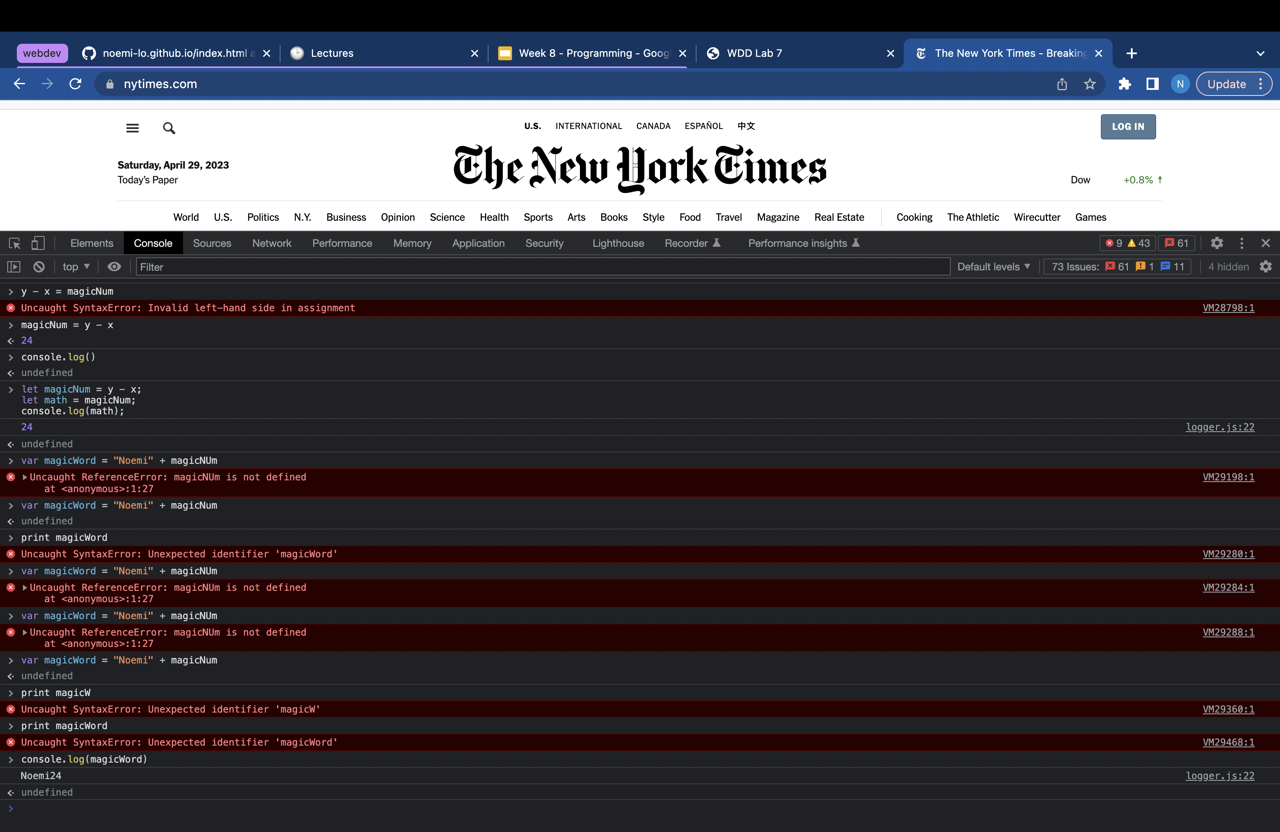 webdev
noemi-lo.github.io/index.html a
Lectures
Week 8 - Programming - Goog
WDD Lab 7
The New York Times - Breaking
nytimes.com
N
Update
U.S. INTERNATIONAL CANADA ESPAÑOL 中文
LOG IN
Saturday, April 29, 2023
Today's Paper
The New York Times
Dow +0.8% ↑
World U.S. Politics N.Y. Business Opinion Science Health Sports Arts Books Style Food Travel Magazine Real Estate Cooking The Athletic Wirecutter Games
Elements Console Sources Network Performance Memory Application Security Lighthouse Recorder Performance insights 9 43 61
top ▼ Filter Default levels ▼ 73 Issues: 61 1 11 4 hidden
> y - x = magicNum
Uncaught SyntaxError: Invalid left-hand side in assignment VM28798:1
> magicNum = y - x
24
> console.log()
undefined
> let magicNum = y - x;
let math = magicNum;
console.log(math);
24 logger.js:22
undefined
> var magicWord = "Noemi" + magicNUm
Uncaught ReferenceError: magicNUm is not defined VM29198:1
at <anonymous>:1:27
> var magicWord = "Noemi" + magicNum
undefined
> print magicWord
Uncaught SyntaxError: Unexpected identifier 'magicWord' VM29280:1
> var magicWord = "Noemi" + magicNUm
Uncaught ReferenceError: magicNUm is not defined VM29284:1
at <anonymous>:1:27
> var magicWord = "Noemi" + magicNUm
Uncaught ReferenceError: magicNUm is not defined VM29288:1
at <anonymous>:1:27
> var magicWord = "Noemi" + magicNum
undefined
> print magicW
Uncaught SyntaxError: Unexpected identifier 'magicW' VM29360:1
> print magicWord
Uncaught SyntaxError: Unexpected identifier 'magicWord' VM29468:1
> console.log(magicWord)
Noemi24 logger.js:22
undefined
>